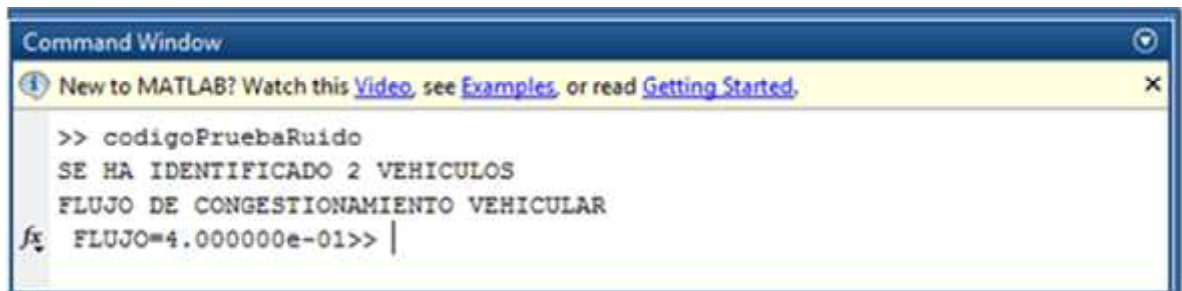 Command Window
New to MATLAB? Watch this Video, see Examples, or read Getting Started.
>> codigoPruebaRuido
SE HA IDENTIFICADO 2 VEHICULOS
FLUJO DE CONGESTIONAMIENTO VEHICULAR
fx FLUJO=4.000000e-01>>